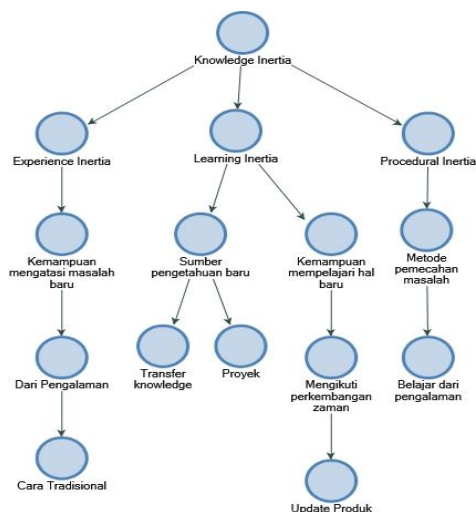 Knowledge Inertia
Experience Inertia
Learning Inertia
Procedural Inertia
Kemampuan
mengatasi masalah
baru
Sumber
pengetahuan baru
Kemampuan
mempelajari hal
baru
Metode
pemecahan
masalah
Dari Pengalaman
Transfer
knowledge
Proyek
Mengikuti
perkembangan
zaman
Belajar dari
pengalaman
Cara Tradisional
Update Produk